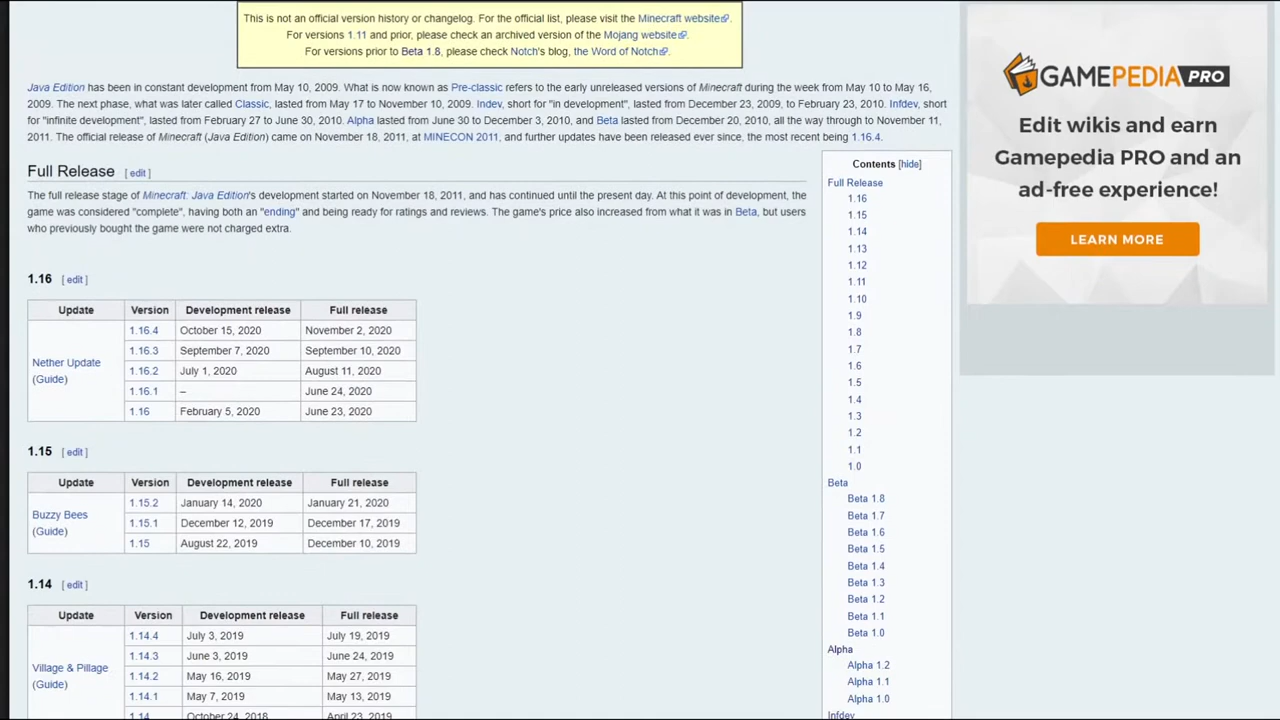 This is not an official version history or changelog. For the official list, please visit the Minecraft website.
For versions 1.11 and prior, please check an archived version of the Mojang website.
For versions prior to Beta 1.8, please check Notch's blog, the Word of Notch.
Java Edition has been in constant development from May 10, 2009. What is now known as Pre-classic refers to the early unreleased versions of Minecraft during the week from May 10 to May 16,
2009. The next phase, what was later called Classic, lasted from May 17 to November 10, 2009. Indev, short for "in development", lasted from December 23, 2009, to February 23, 2010. Infdev, short
for "infinite development", lasted from February 27 to June 30, 2010. Alpha lasted from June 30 to December 3, 2010, and Beta lasted from December 20, 2010, all the way through to November 11,
2011. The official release of Minecraft (Java Edition) came on November 18, 2011, at MINECON 2011, and further updates have been released ever since, the most recent being 1.16.4.
Full Release [ edit ]
The full release stage of Minecraft: Java Edition's development started on November 18, 2011, and has continued until the present day. At this point of development, the
game was considered "complete", having both an "ending" and being ready for ratings and reviews. The game's price also increased from what it was in Beta, but users
who previously bought the game were not charged extra.
1.16 [ edit ]
Update Version Development release Full release
Nether Update
(Guide)
1.16.4 October 15, 2020 November 2, 2020
1.16.3 September 7, 2020 September 10, 2020
1.16.2 July 1, 2020 August 11, 2020
1.16.1 – June 24, 2020
1.16 February 5, 2020 June 23, 2020
1.15 [ edit ]
Update Version Development release Full release
Buzzy Bees
(Guide)
1.15.2 January 14, 2020 January 21, 2020
1.15.1 December 12, 2019 December 17, 2019
1.15 August 22, 2019 December 10, 2019
1.14 [ edit ]
Update Version Development release Full release
Village & Pillage
(Guide)
1.14.4 July 3, 2019 July 19, 2019
1.14.3 June 3, 2019 June 24, 2019
1.14.2 May 16, 2019 May 27, 2019
1.14.1 May 7, 2019 May 13, 2019
1.14 October 24, 2018 April 23, 2019
Contents [hide]
Full Release
1.16
1.15
1.14
1.13
1.12
1.11
1.10
1.9
1.8
1.7
1.6
1.5
1.4
1.3
1.2
1.1
1.0
Beta
Beta 1.8
Beta 1.7
Beta 1.6
Beta 1.5
Beta 1.4
Beta 1.3
Beta 1.2
Beta 1.1
Beta 1.0
Alpha
Alpha 1.2
Alpha 1.1
Alpha 1.0
Infdev
GAMEPEDIA PRO
Edit wikis and earn
Gamepedia PRO and an
ad-free experience!
LEARN MORE